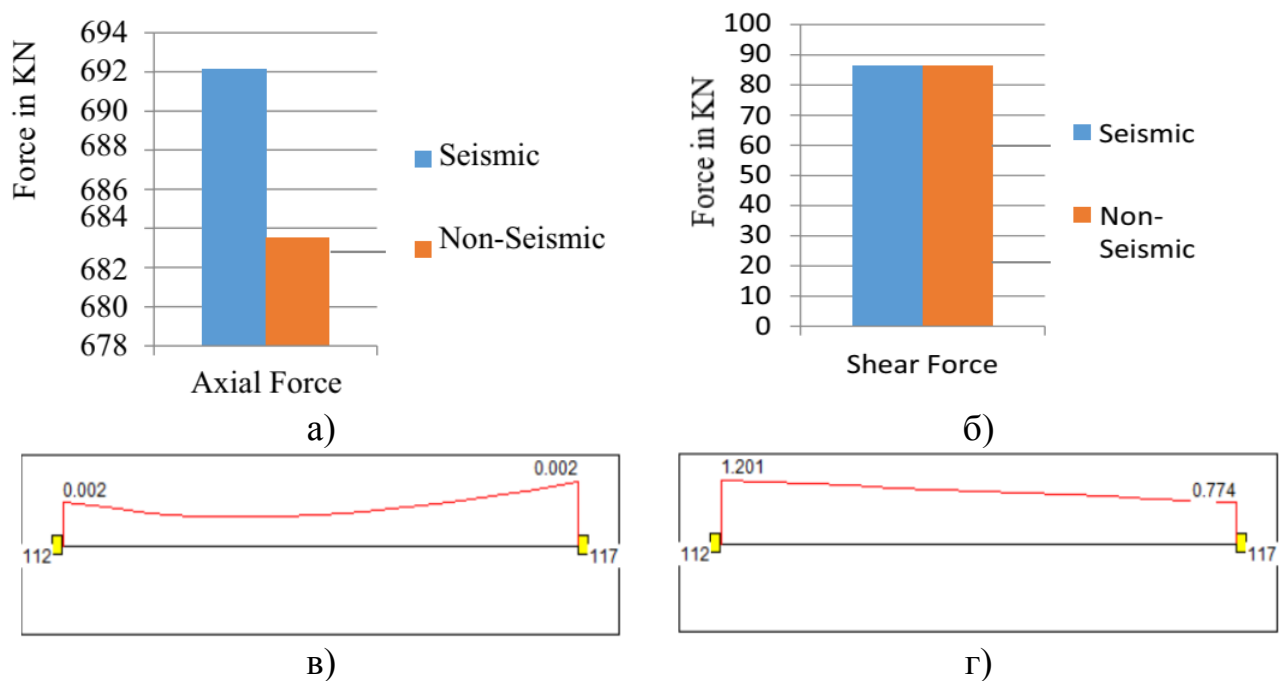 Force in KN
694
692
690
688
686
684
682
680
678
Seismic
Non-Seismic
Axial Force
а)
Force in KN
100
90
80
70
60
50
40
30
20
10
0
Seismic
Non-
Seismic
Shear Force
б)
0.002
0.002
112
117
в)
1.201
0.774
112
117
г)